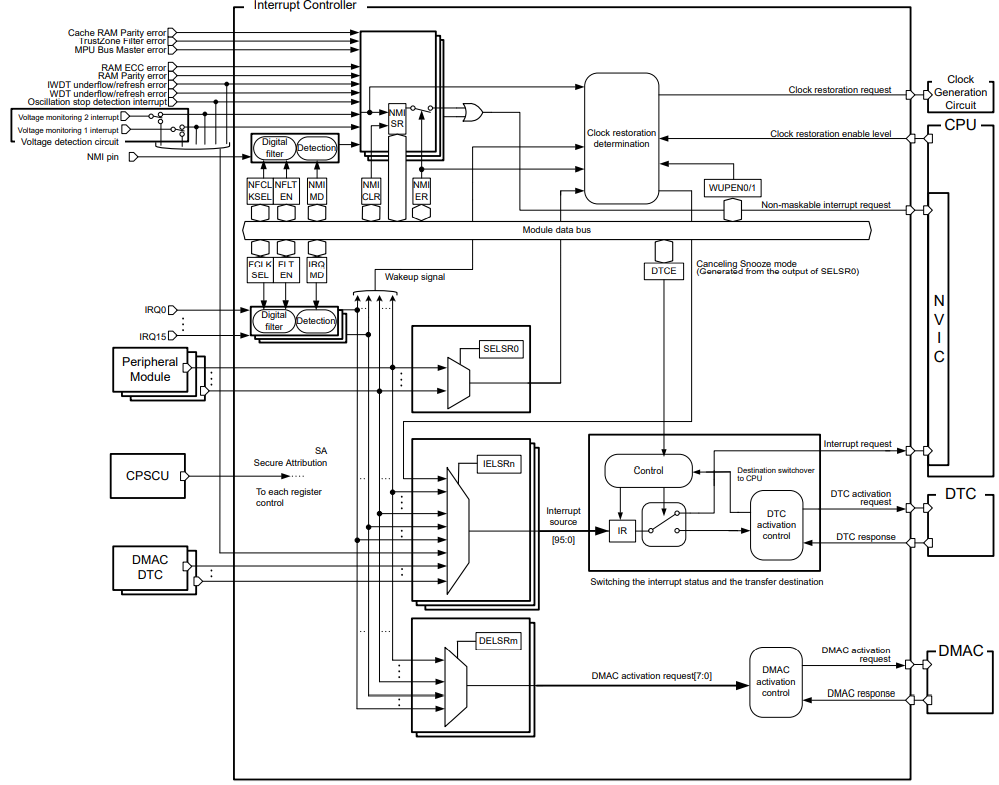 Interrupt Controller
Cache RAM Parity error
TrustZone Filter error
MPU Bus Master error
RAM ECC error
RAM Parity error
IWDT underflow/refresh error
WDT underflow/refresh error
Oscillation stop detection interrupt
Voltage monitoring 2 interrupt
Voltage monitoring 1 interrupt
Voltage detection circuit
NMI pin
Digital
filter
Detection
NMI
SR
NFCL
KSEL
NFLT
EN
NMI
MD
NMI
CLR
NMI
ER
Clock restoration
determination
Clock restoration request
Clock
Generation
Circuit
Clock restoration enable level
CPU
WUPEN0/1
Non-maskable interrupt request
Module data bus
FCLK
SEL
FLT
EN
IRQ
MD
Wakeup signal
DTCE
Canceling Snooze mode
(Generated from the output of SELSR0)
N
V
I
C
IRQ0
IRQ15
Digital
filter
Detection
Peripheral
Module
SELSR0
CPSCU
SA
Secure Attribution
To each register
control
IELSRn
Interrupt
source
[95:0]
Control
IR
Destination switchover
to CPU
DTC
activation
control
Interrupt request
DTC activation
request
DTC
DTC response
Switching the interrupt status and the transfer destination
DMAC
DTC
DELSRm
DMAC activation request[7:0]
DMAC
activation
control
DMAC activation
request
DMAC
DMAC response